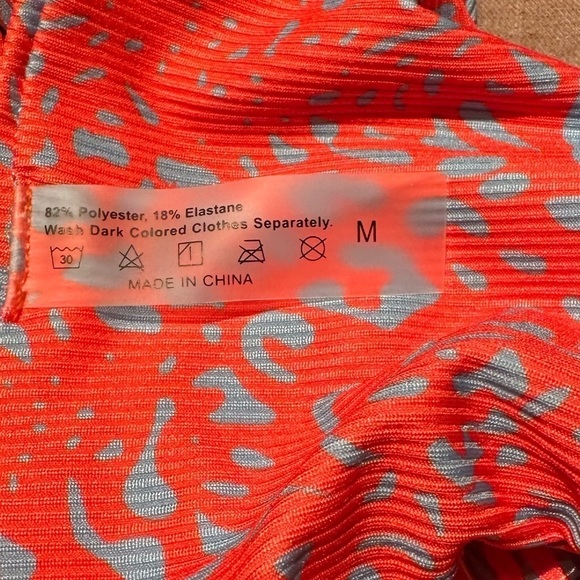 82% Polyester, 18% Elastane
Wash Dark Colored Clothes Separately.
30
M
MADE IN CHINA